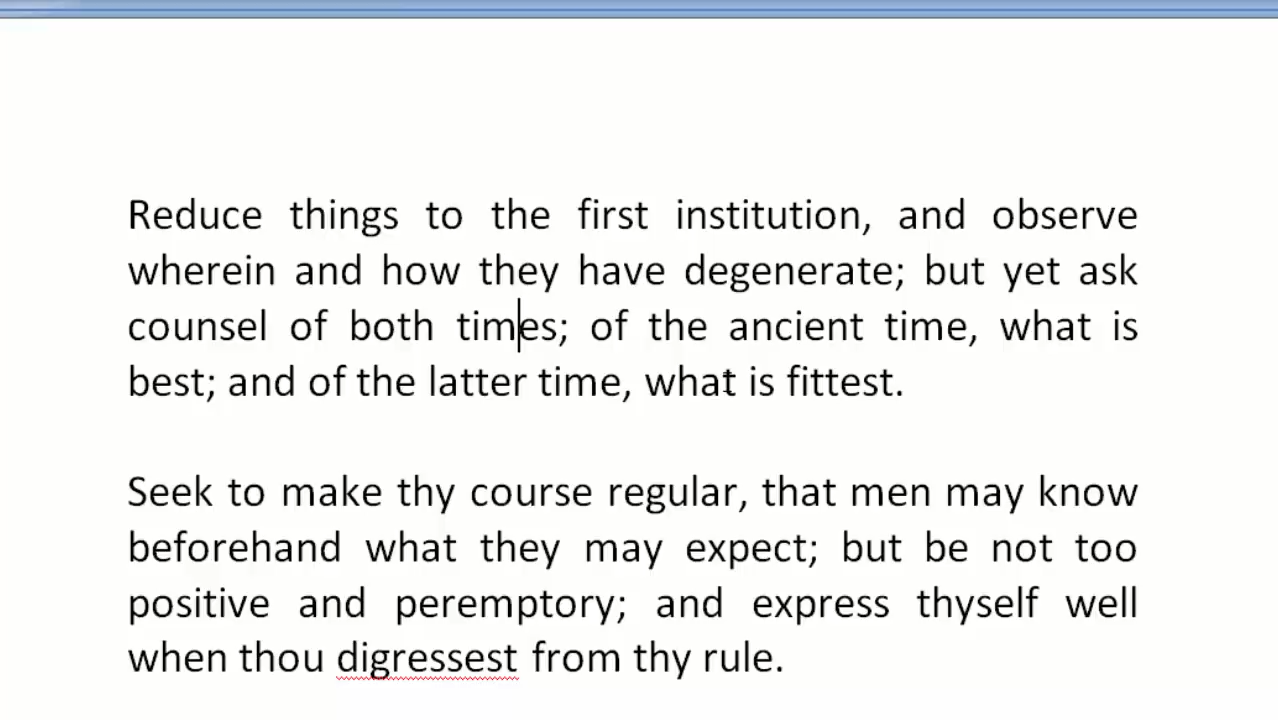 Reduce things to the first institution, and observe
wherein and how they have degenerate; but yet ask
counsel of both times; of the ancient time, what is
best; and of the latter time, what is fittest.
Seek to make thy course regular, that men may know
beforehand what they may expect; but be not too
positive and peremptory; and express thyself well
when thou digressest from thy rule.